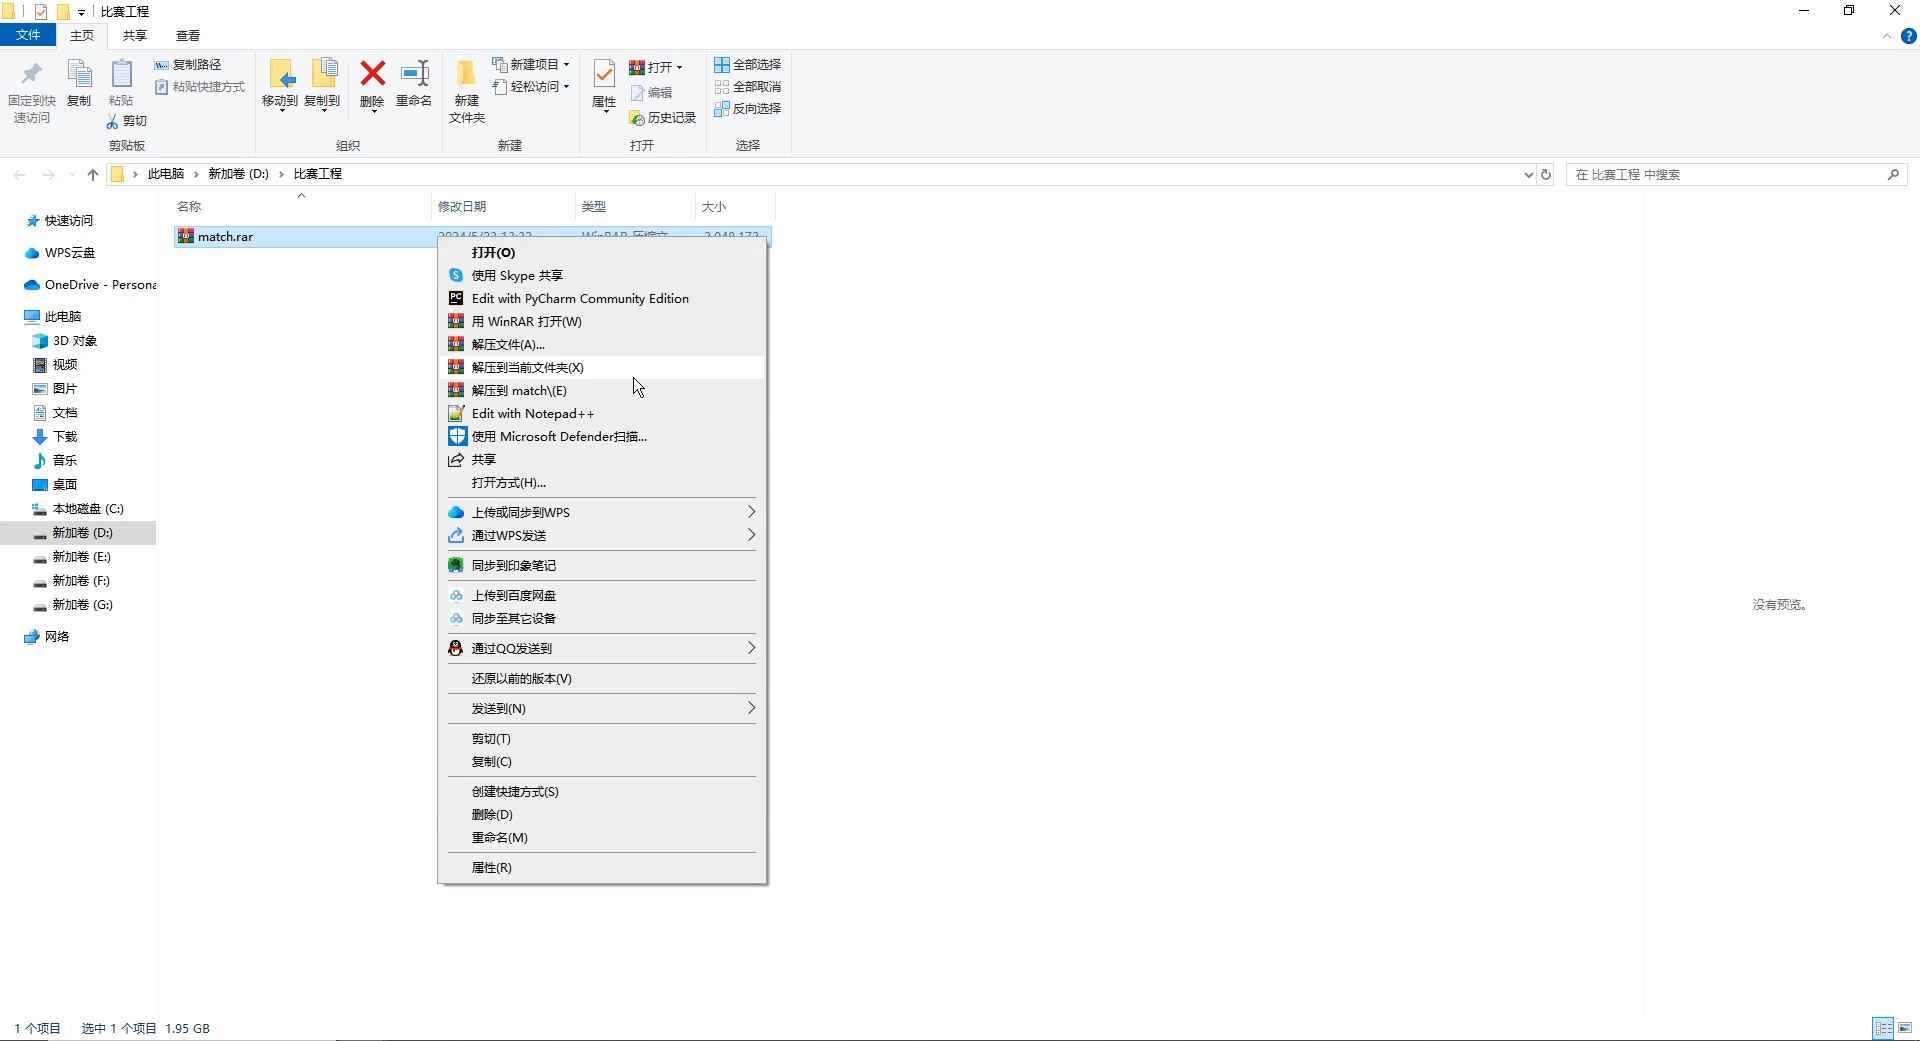 比赛工程
文件
主页
共享
查看
固定到快
速访问
复制
粘贴
复制路径
粘贴快捷方式
剪切
剪贴板
移动到
复制到
删除
重命名
组织
新建
文件夹
新建项目
轻松访问
新建
属性
打开
编辑
历史记录
打开
全部选择
全部取消
反向选择
选择
此电脑 › 新加卷 (D:) › 比赛工程
在 比赛工程 中搜索
名称
修改日期
类型
大小
快速访问
WPS云盘
OneDrive - Persona
此电脑
3D 对象
视频
图片
文档
下载
音乐
桌面
本地磁盘 (C:)
新加卷 (D:)
新加卷 (E:)
新加卷 (F:)
新加卷 (G:)
网络
match.rar
打开(O)
使用 Skype 共享
Edit with PyCharm Community Edition
用 WinRAR 打开(W)
解压文件(A)...
解压到当前文件夹(X)
解压到 match\(E)
Edit with Notepad++
使用 Microsoft Defender扫描...
共享
打开方式(H)...
上传或同步到WPS
通过WPS发送
同步到印象笔记
上传到百度网盘
同步至其它设备
通过QQ发送到
还原以前的版本(V)
发送到(N)
剪切(T)
复制(C)
创建快捷方式(S)
删除(D)
重命名(M)
属性(R)
没有预览。
1 个项目
选中 1 个项目 1.95 GB